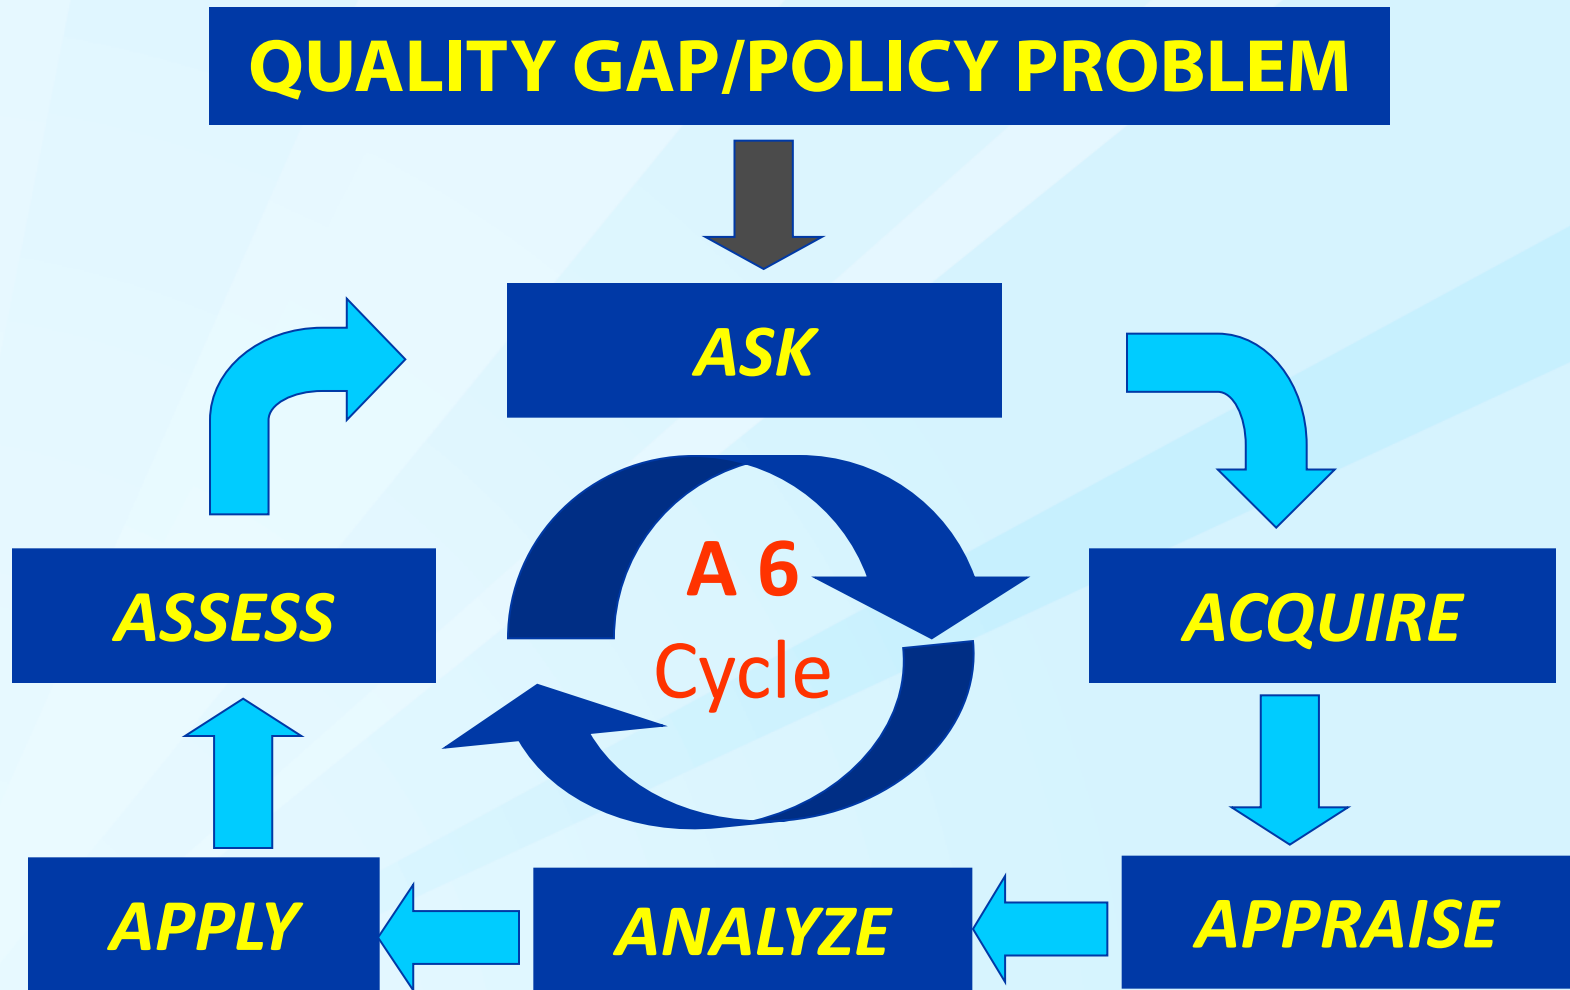 QUALITY GAP/POLICY PROBLEM
ASK
A 6
Cycle
ASSESS
ACQUIRE
APPLY
ANALYZE
APPRAISE